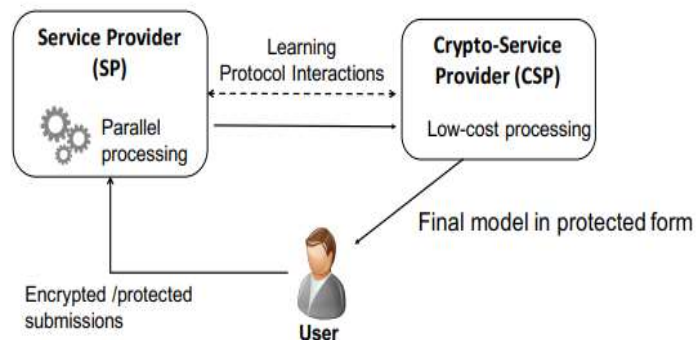 Service Provider
(SP)
Parallel
processing
Learning
Protocol Interactions
Crypto-Service
Provider (CSP)
Low-cost processing
Final model in protected form
Encrypted /protected
submissions
User